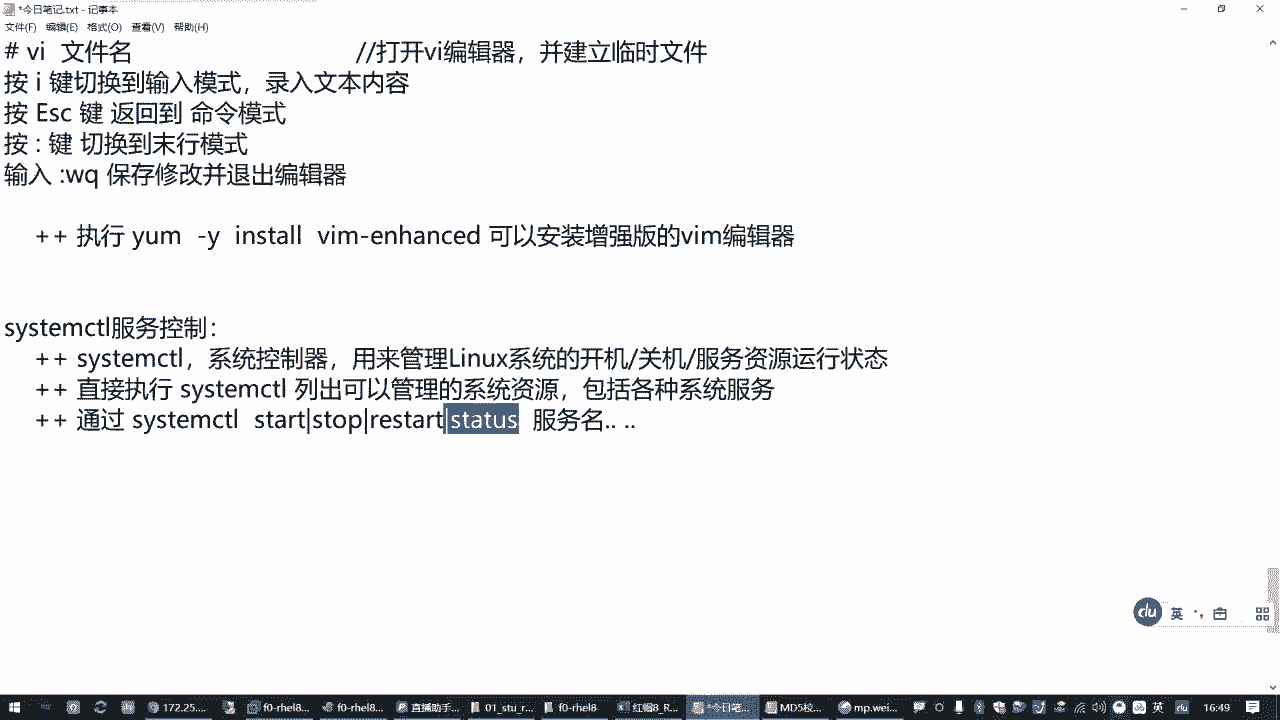 *今日笔记.txt - 记事本
文件(F) 编辑(E) 格式(O) 查看(V) 帮助(H)
# vi 文件名 //打开vi编辑器，并建立临时文件
按 i 键切换到输入模式，录入文本内容
按 Esc 键 返回到 命令模式
按 : 键 切换到末行模式
输入 :wq 保存修改并退出编辑器
++ 执行 yum -y install vim-enhanced 可以安装增强版的vim编辑器
systemctl服务控制：
++ systemctl，系统控制器，用来管理Linux系统的开机/关机/服务资源运行状态
++ 直接执行 systemctl 列出可以管理的系统资源，包括各种系统服务
++ 通过 systemctl start|stop|restart|status 服务名.. ..
du 英
172.25.... f0-rhel8... f0-rhel8... 直播助手... 01_stu_r... f0-rhel8 红帽8_R... *今日笔... MD5校... mp.wei... 英 du 16:49